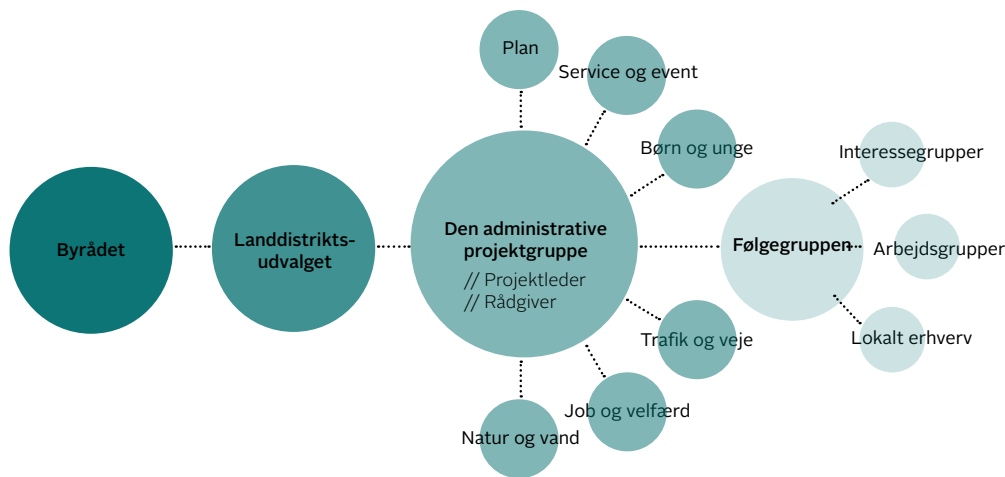 Byrådet
Landdistrikts-
udvalget
Den administrative
projektgruppe
// Projektleder
// Rådgiver
Plan
Service og event
Børn og unge
Trafik og veje
Job og velfærd
Natur og vand
Følgegruppen
Interessegrupper
Arbejdsgrupper
Lokalt erhverv